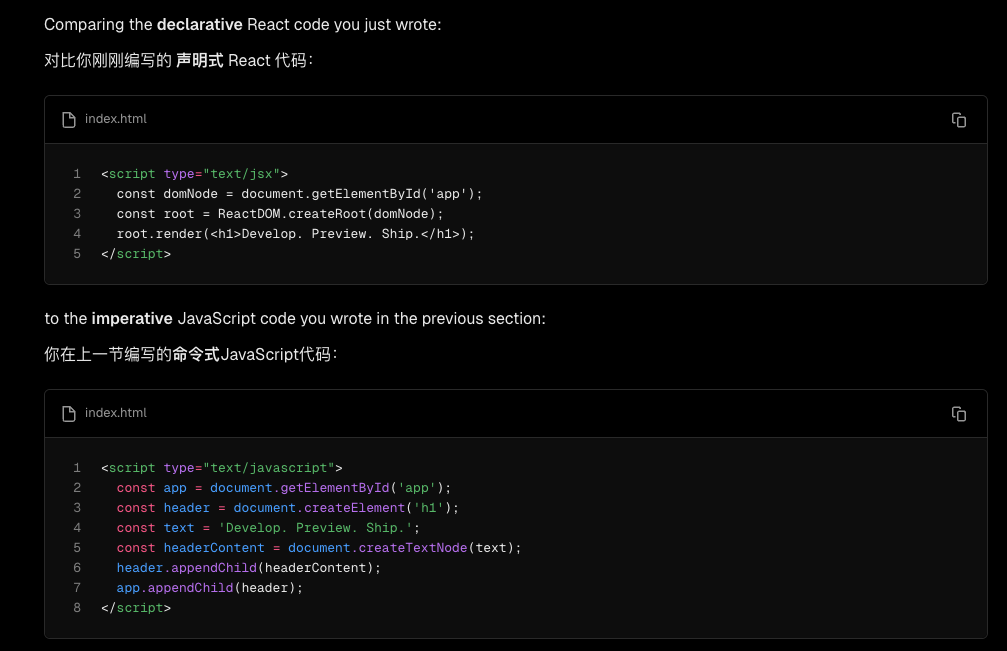 Comparing the declarative React code you just wrote:
对比你刚刚编写的 声明式 React 代码：
index.html
1 <script type="text/jsx">
2   const domNode = document.getElementById('app');
3   const root = ReactDOM.createRoot(domNode);
4   root.render(<h1>Develop. Preview. Ship.</h1>);
5 </script>
to the imperative JavaScript code you wrote in the previous section:
你在上一节编写的命令式JavaScript代码：
index.html
1 <script type="text/javascript">
2   const app = document.getElementById('app');
3   const header = document.createElement('h1');
4   const text = 'Develop. Preview. Ship.';
5   const headerContent = document.createTextNode(text);
6   header.appendChild(headerContent);
7   app.appendChild(header);
8 </script>